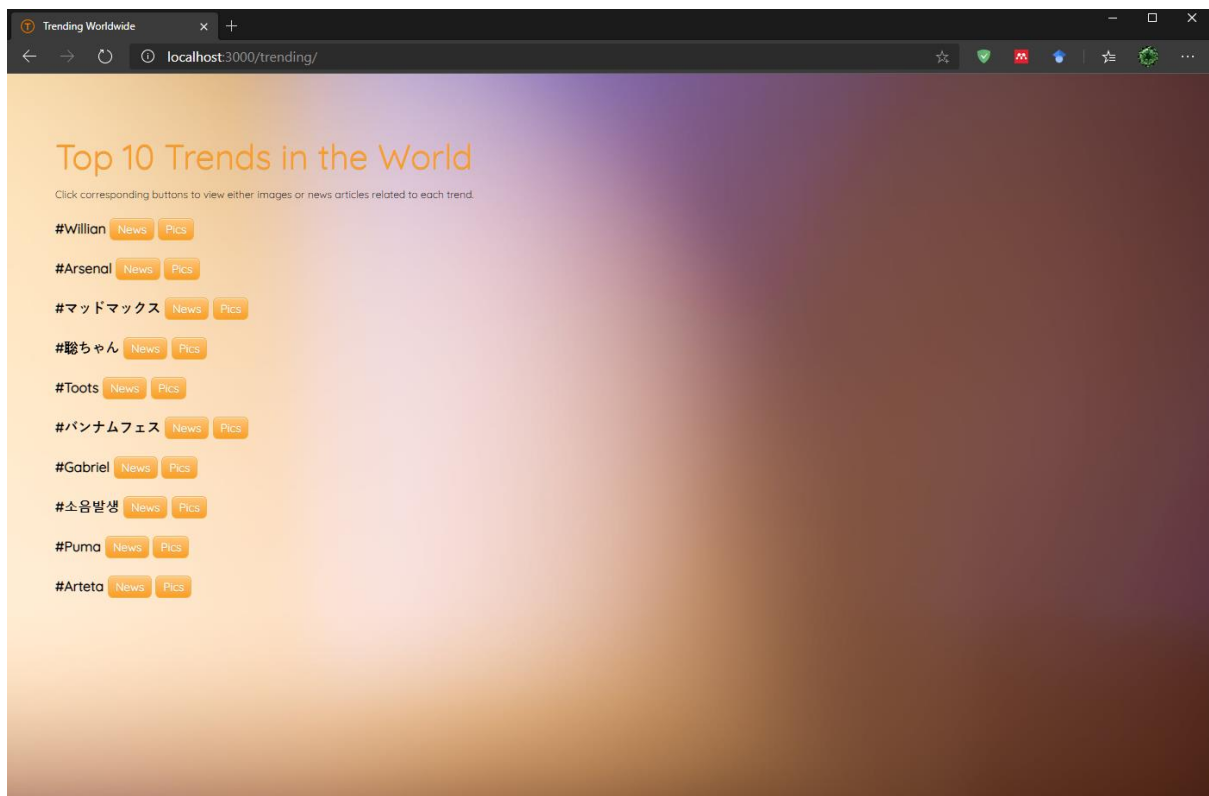 Trending Worldwide
localhost:3000/trending/
Top 10 Trends in the World
Click corresponding buttons to view either images or news articles related to each trend.
#Willian News Pics
#Arsenal News Pics
#マッドマックス News Pics
#聡ちゃん News Pics
#Toots News Pics
#バンナムフェス News Pics
#Gabriel News Pics
#소음발생 News Pics
#Puma News Pics
#Arteta News Pics